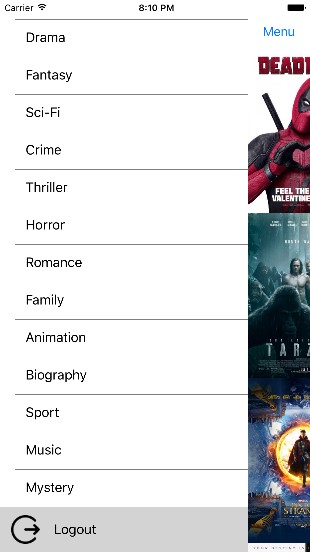 Carrier 8:10 PM
Menu
Drama
Fantasy
Sci-Fi
Crime
Thriller
Horror
Romance
Family
Animation
Biography
Sport
Music
Mystery
Logout
DEADP
FEEL THE
VALENTINE
TARZ
STRAN